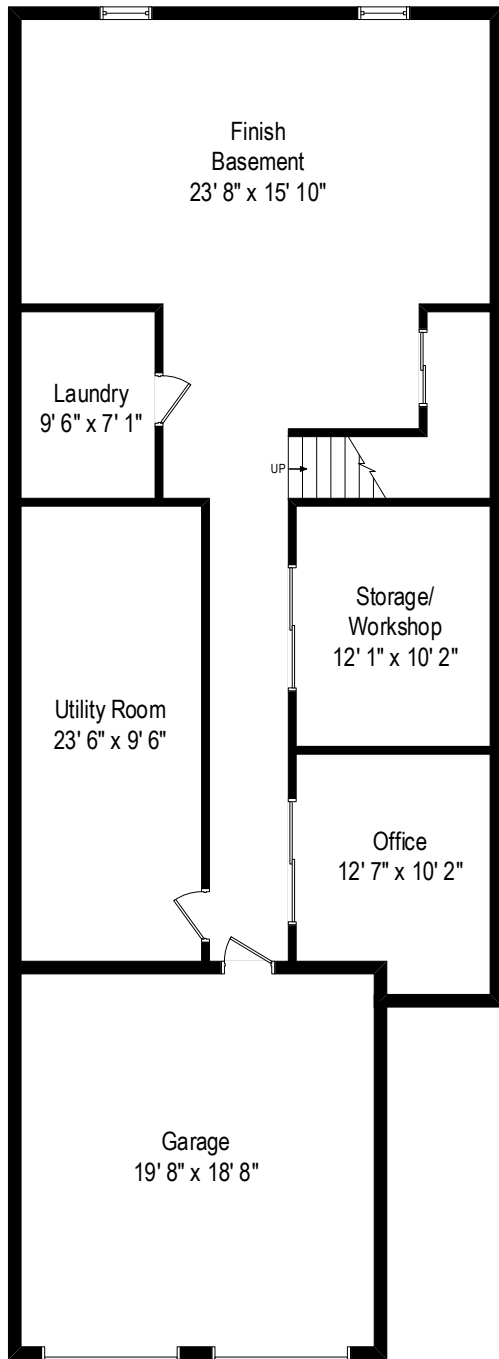 Finish
Basement
23' 8" x 15' 10"
Laundry
9' 6" x 7' 1"
UP
Storage/
Workshop
12' 1" x 10' 2"
Utility Room
23' 6" x 9' 6"
Office
12' 7" x 10' 2"
Garage
19' 8" x 18' 8"